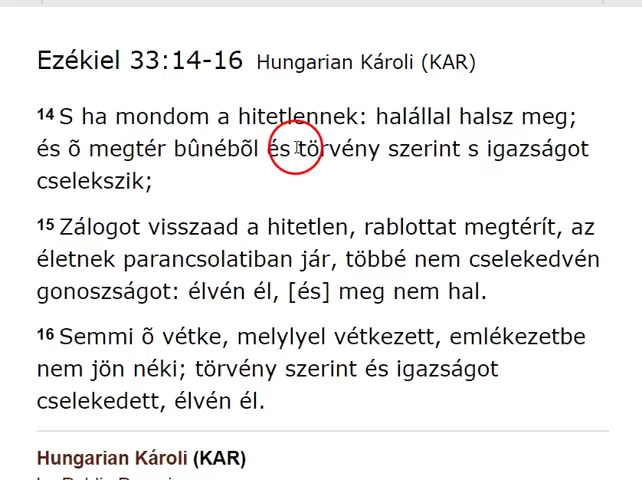 Ezékiel 33:14-16 Hungarian Károli (KAR)
14 S ha mondom a hitetlennek: halállal halsz meg;
és õ megtér bûnébõl és törvény szerint s igazságot
cselekszik;
15 Zálogot visszaad a hitetlen, rablottat megtérít, az
életnek parancsolatiban jár, többé nem cselekedvén
gonoszságot: élvén él, [és] meg nem hal.
16 Semmi õ vétke, melylyel vétkezett, emlékezetbe
nem jön néki; törvény szerint és igazságot
cselekedett, élvén él.
Hungarian Károli (KAR)